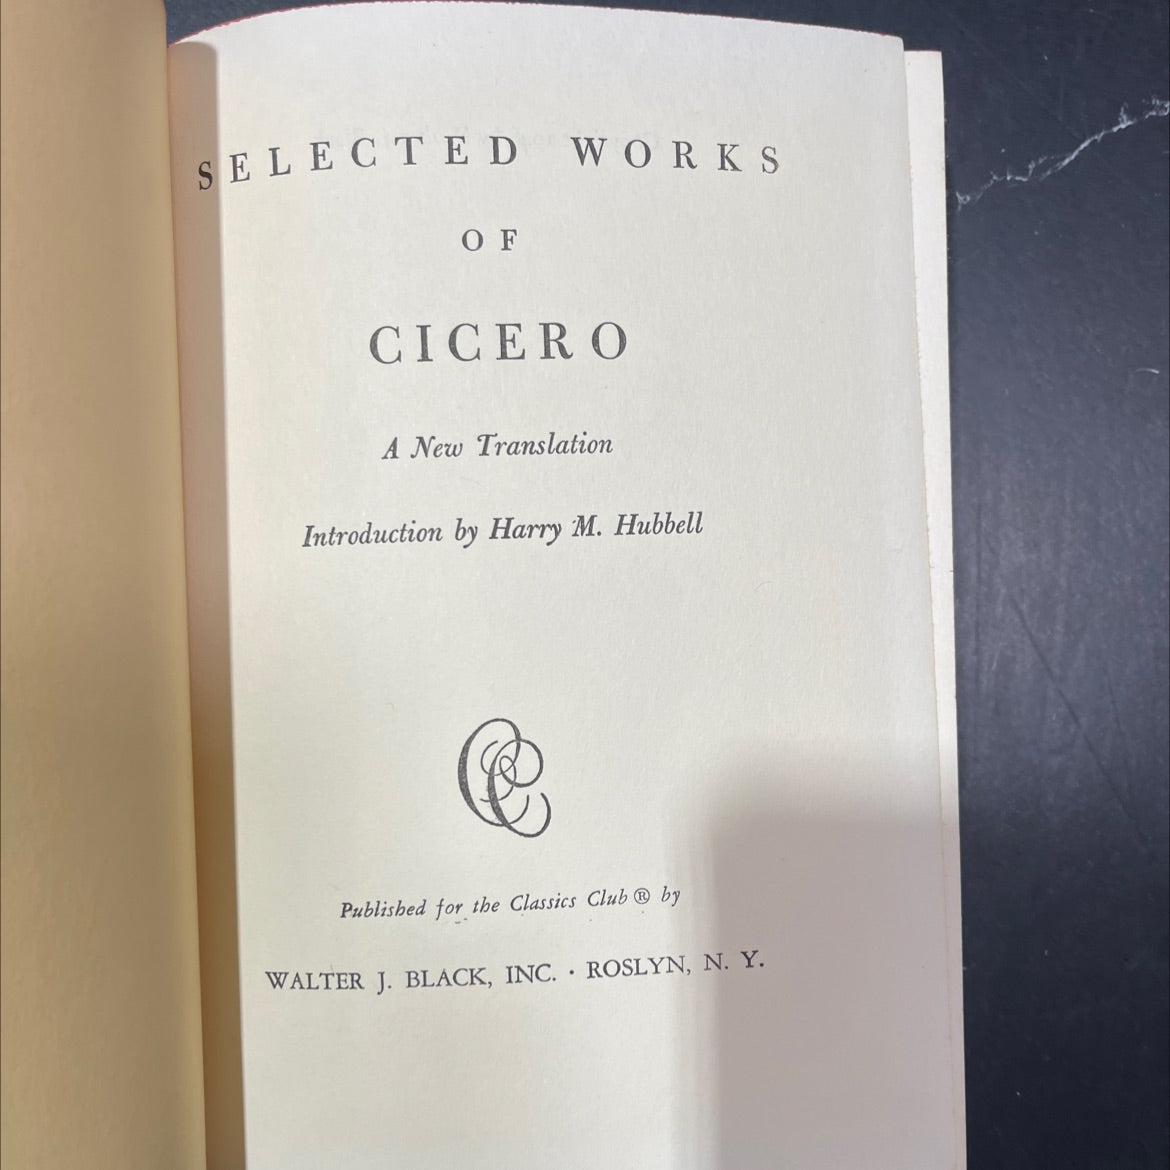 SELECTED WORKS
OF
CICERO
A New Translation
Introduction by Harry M. Hubbell
CC
Published for the Classics Club ® by
WALTER J. BLACK, INC. · ROSLYN, N. Y.